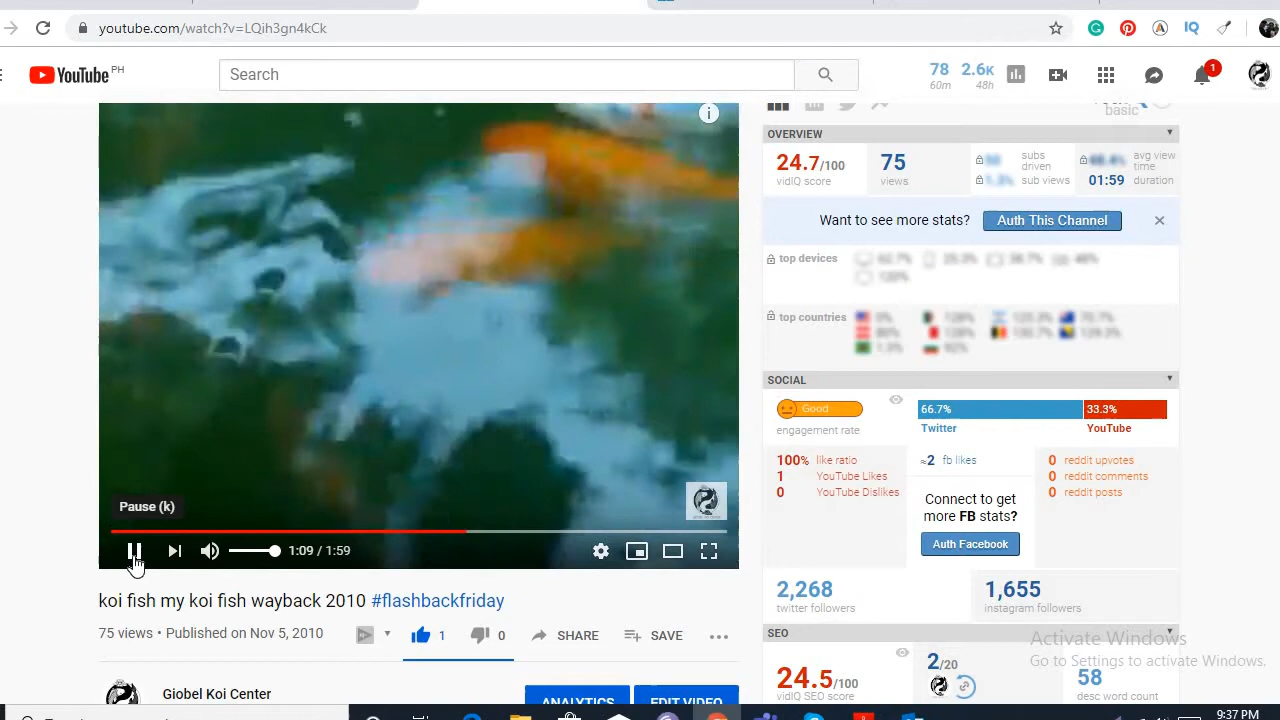 youtube.com/watch?v=LQih3gn4kCk
YouTube PH
Search
78 60m
2.6K 48h
1
basic
OVERVIEW
24.7/100
vidIQ score
75
views
subs driven
sub views
avg view time
01:59 duration
Want to see more stats? Auth This Channel
top devices
top countries
SOCIAL
Good
engagement rate
66.7% 33.3%
Twitter YouTube
100% like ratio
1 YouTube Likes
0 YouTube Dislikes
≈2 fb likes
Connect to get
more FB stats?
Auth Facebook
0 reddit upvotes
0 reddit comments
0 reddit posts
2,268
twitter followers
1,655
instagram followers
SEO
24.5/100
vidIQ SEO score
2/20
58
desc word count
Activate Windows
Go to Settings to activate Windows.
Pause (k)
1:09 / 1:59
koi fish my koi fish wayback 2010 #flashbackfriday
75 views • Published on Nov 5, 2010
1 0 SHARE SAVE
Giobel Koi Center
ANALYTICS EDIT VIDEO
9:37 PM